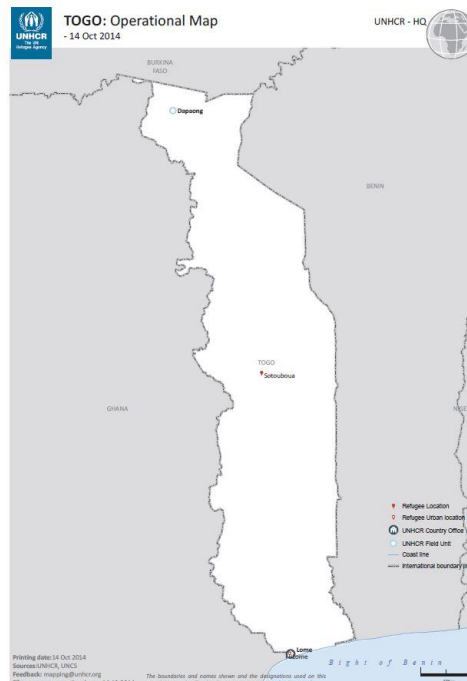 UNHCR
The UN
Refugee Agency
TOGO: Operational Map
- 14 Oct 2014
UNHCR - HQ
BURKINA
FASO
Dapaong
BENIN
TOGO
Sotouboua
GHANA
Refugee Location
Refugee Urban location
UNHCR Country Office
UNHCR Field Unit
Coast line
International boundary
Lome
Bight of Benin
Printing date:14 Oct 2014
Sources:UNHCR, UNCS
Feedback: mapping@unhcr.org
The boundaries and names shown and the designations used on this